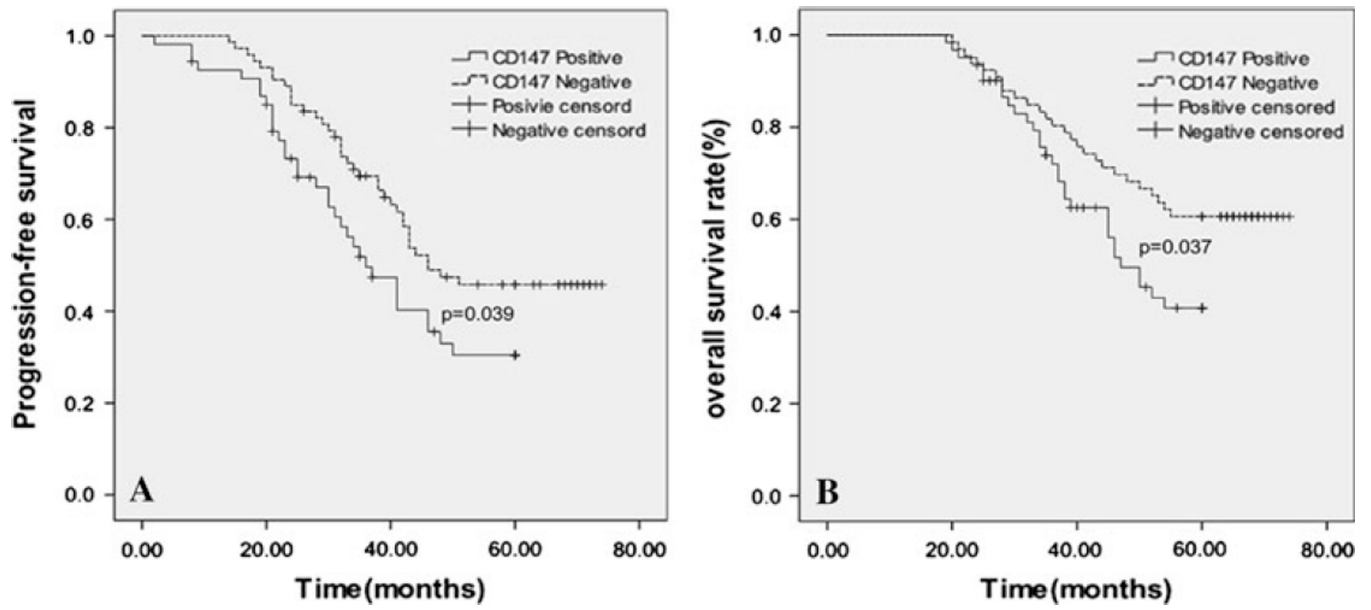 Progression-free survival
1.0
0.8
0.6
0.4
0.2
0.0
CD147 Positive
CD147 Negative
Posivie censord
Negative censord
p=0.039
A
0.00 20.00 40.00 60.00 80.00
Time(months)
overall survival rate(%)
1.0
0.8
0.6
0.4
0.2
0.0
CD147 Positive
CD147 Negative
Positive censored
Negative censored
p=0.037
B
0.00 20.00 40.00 60.00 80.00
Time(months)